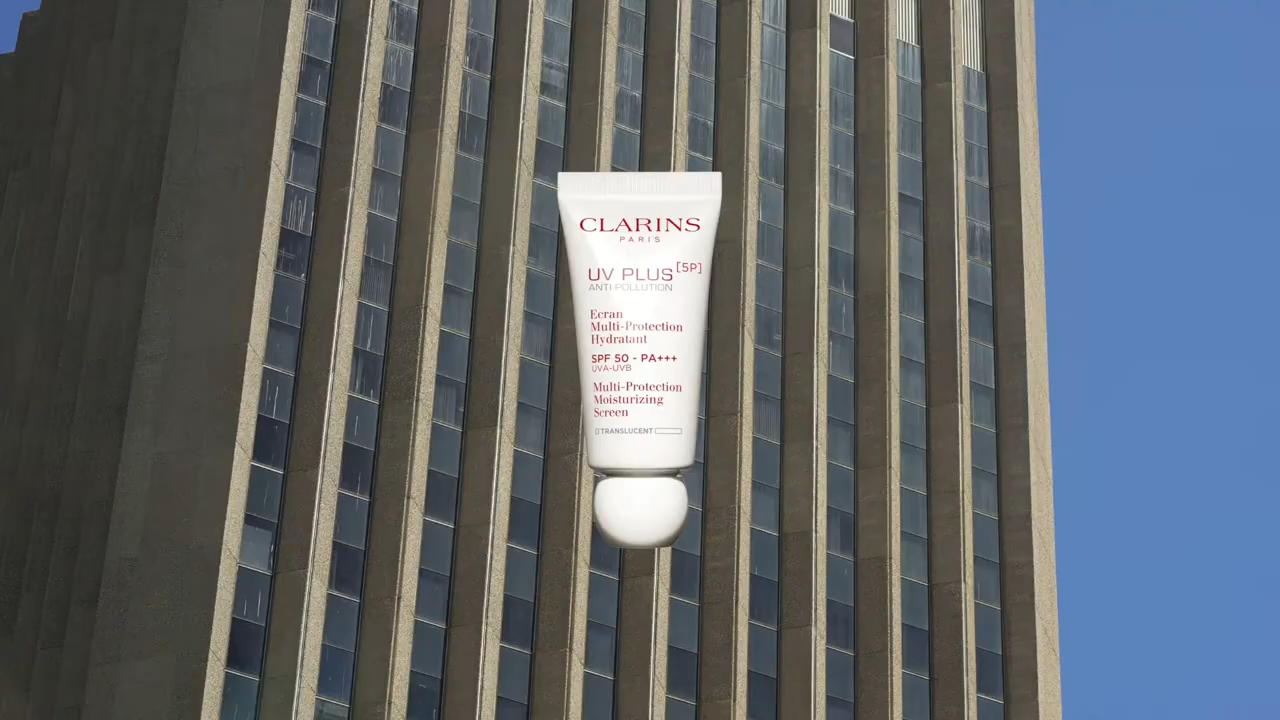 CLARINS
PARIS
UV PLUS [5P]
ANTI-POLLUTION
Ecran
Multi-Protection
Hydratant
SPF 50 - PA+++
UVA-UVB
Multi-Protection
Moisturizing
Screen
TRANSLUCENT